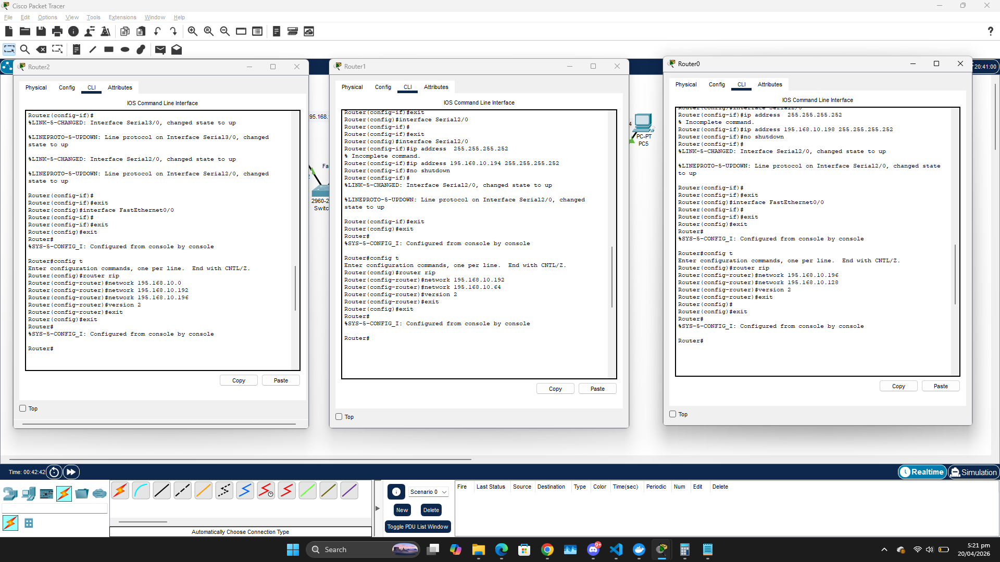 Cisco Packet Tracer
File Edit Options View Tools Extensions Window Help
20:41:00
Router2
Physical Config CLI Attributes
IOS Command Line Interface
Router(config-if)#
%LINK-5-CHANGED: Interface Serial3/0, changed state to up
%LINEPROTO-5-UPDOWN: Line protocol on Interface Serial3/0, changed
state to up
%LINK-5-CHANGED: Interface Serial2/0, changed state to up
%LINEPROTO-5-UPDOWN: Line protocol on Interface Serial2/0, changed
state to up
Router(config-if)#
Router(config-if)#exit
Router(config)#interface FastEthernet0/0
Router(config-if)#
Router(config-if)#exit
Router(config)#exit
Router#
%SYS-5-CONFIG_I: Configured from console by console
Router#config t
Enter configuration commands, one per line.  End with CNTL/Z.
Router(config)#router rip
Router(config-router)#network 195.168.10.0
Router(config-router)#network 195.168.10.192
Router(config-router)#network 195.168.10.196
Router(config-router)#version 2
Router(config-router)#exit
Router(config)#exit
Router#
%SYS-5-CONFIG_I: Configured from console by console
Router#
Copy Paste
Top
95.168.
Fa
2960-2
Switc
Router1
Physical Config CLI Attributes
IOS Command Line Interface
Router(config-if)#exit
Router(config)#interface Serial2/0
Router(config-if)#
Router(config-if)#exit
Router(config)#interface Serial2/0
Router(config-if)#ip address  255.255.255.252
% Incomplete command.
Router(config-if)#ip address 195.168.10.194 255.255.255.252
Router(config-if)#no shutdown
Router(config-if)#
%LINK-5-CHANGED: Interface Serial2/0, changed state to up
%LINEPROTO-5-UPDOWN: Line protocol on Interface Serial2/0, changed
state to up
Router(config-if)#exit
Router(config)#exit
Router#
%SYS-5-CONFIG_I: Configured from console by console
Router#config t
Enter configuration commands, one per line.  End with CNTL/Z.
Router(config)#router rip
Router(config-router)#network 195.168.10.192
Router(config-router)#network 195.168.10.64
Router(config-router)#version 2
Router(config-router)#exit
Router(config)#exit
Router#
%SYS-5-CONFIG_I: Configured from console by console
Router#
Copy Paste
Top
4
PC-PT
PC5
Router0
Physical Config CLI Attributes
IOS Command Line Interface
Router(config)#interface Serial2/0
Router(config-if)#ip address  255.255.255.252
% Incomplete command.
Router(config-if)#ip address 195.168.10.198 255.255.255.252
Router(config-if)#no shutdown
Router(config-if)#
%LINK-5-CHANGED: Interface Serial2/0, changed state to up
%LINEPROTO-5-UPDOWN: Line protocol on Interface Serial2/0, changed state
to up
Router(config-if)#
Router(config-if)#exit
Router(config)#interface FastEthernet0/0
Router(config-if)#
Router(config-if)#exit
Router(config)#exit
Router#
%SYS-5-CONFIG_I: Configured from console by console
Router#config t
Enter configuration commands, one per line.  End with CNTL/Z.
Router(config)#router rip
Router(config-router)#network 195.168.10.196
Router(config-router)#network 195.168.10.128
Router(config-router)#version 2
Router(config-router)#exit
Router(config)#
Router(config)#exit
Router#
%SYS-5-CONFIG_I: Configured from console by console
Router#
Copy Paste
Top
Time: 00:42:42
Realtime Simulation
Automatically Choose Connection Type
Scenario 0
New Delete
Toggle PDU List Window
Fire Last Status Source Destination Type Color Time(sec) Periodic Num Edit Delete
Search
9+
5:21 pm
20/04/2026